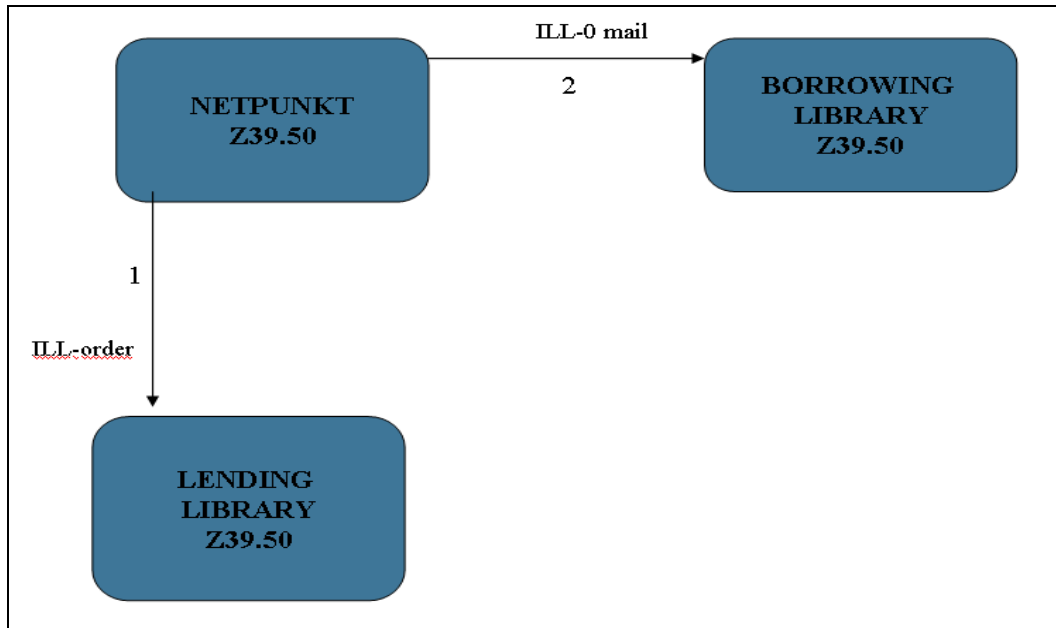 ILL-0 mail
NETPUNKT
Z39.50
2
BORROWING
LIBRARY
Z39.50
1
ILL-order
LENDING
LIBRARY
Z39.50